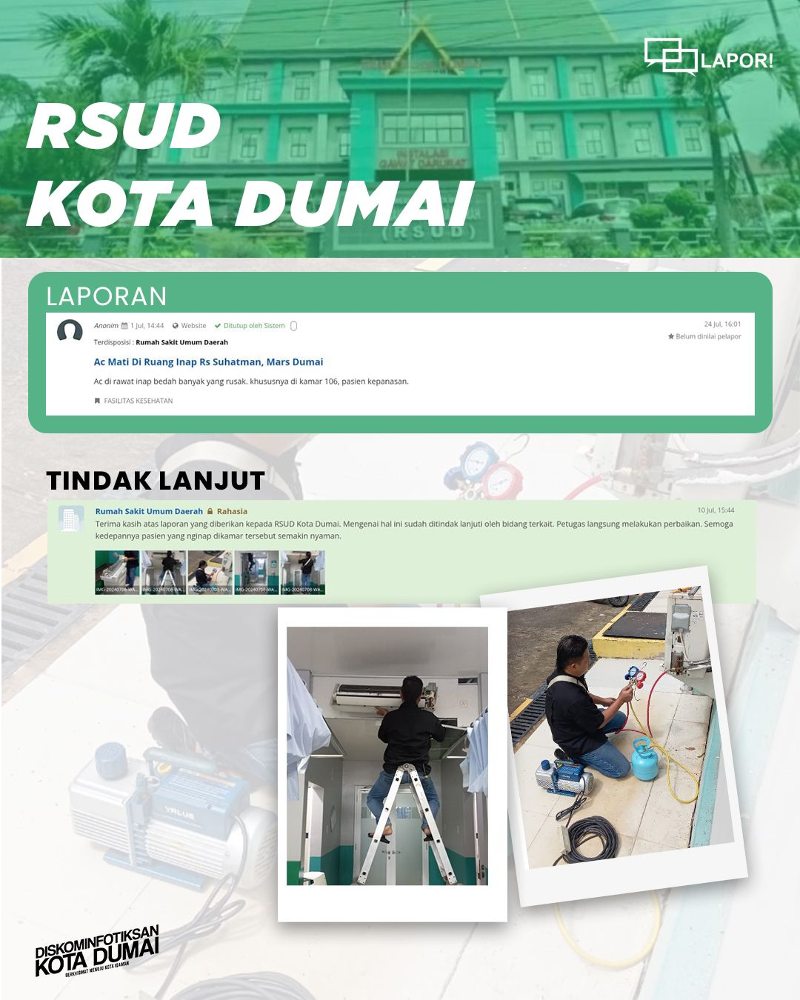 LAPOR!
RSUD
KOTA DUMAI
INSTALASI
GAWAT DARURAT
(RSUD)
LAPORAN
Anonim 1 Jul, 14:44 Website Ditutup oleh Sistem
24 Jul, 16:01
Terdisposisi : Rumah Sakit Umum Daerah
Belum dinilai pelapor
Ac Mati Di Ruang Inap Rs Suhatman, Mars Dumai
Ac di rawat inap bedah banyak yang rusak. khususnya di kamar 106, pasien kepanasan.
FASILITAS KESEHATAN
TINDAK LANJUT
Rumah Sakit Umum Daerah Rahasia
10 Jul, 15:44
Terima kasih atas laporan yang diberikan kepada RSUD Kota Dumai. Mengenai hal ini sudah ditindak lanjuti oleh bidang terkait. Petugas langsung melakukan perbaikan. Semoga
kedepannya pasien yang nginap dikamar tersebut semakin nyaman.
IMG-20240708-WA... IMG-20240708-WA... IMG-20240708-WA... IMG-20240708-WA... IMG-20240708-WA...
VALUE
DISKOMINFOTIKSAN
KOTA DUMAI
BERKHIDMAT MENUJU KOTA IDAMAN